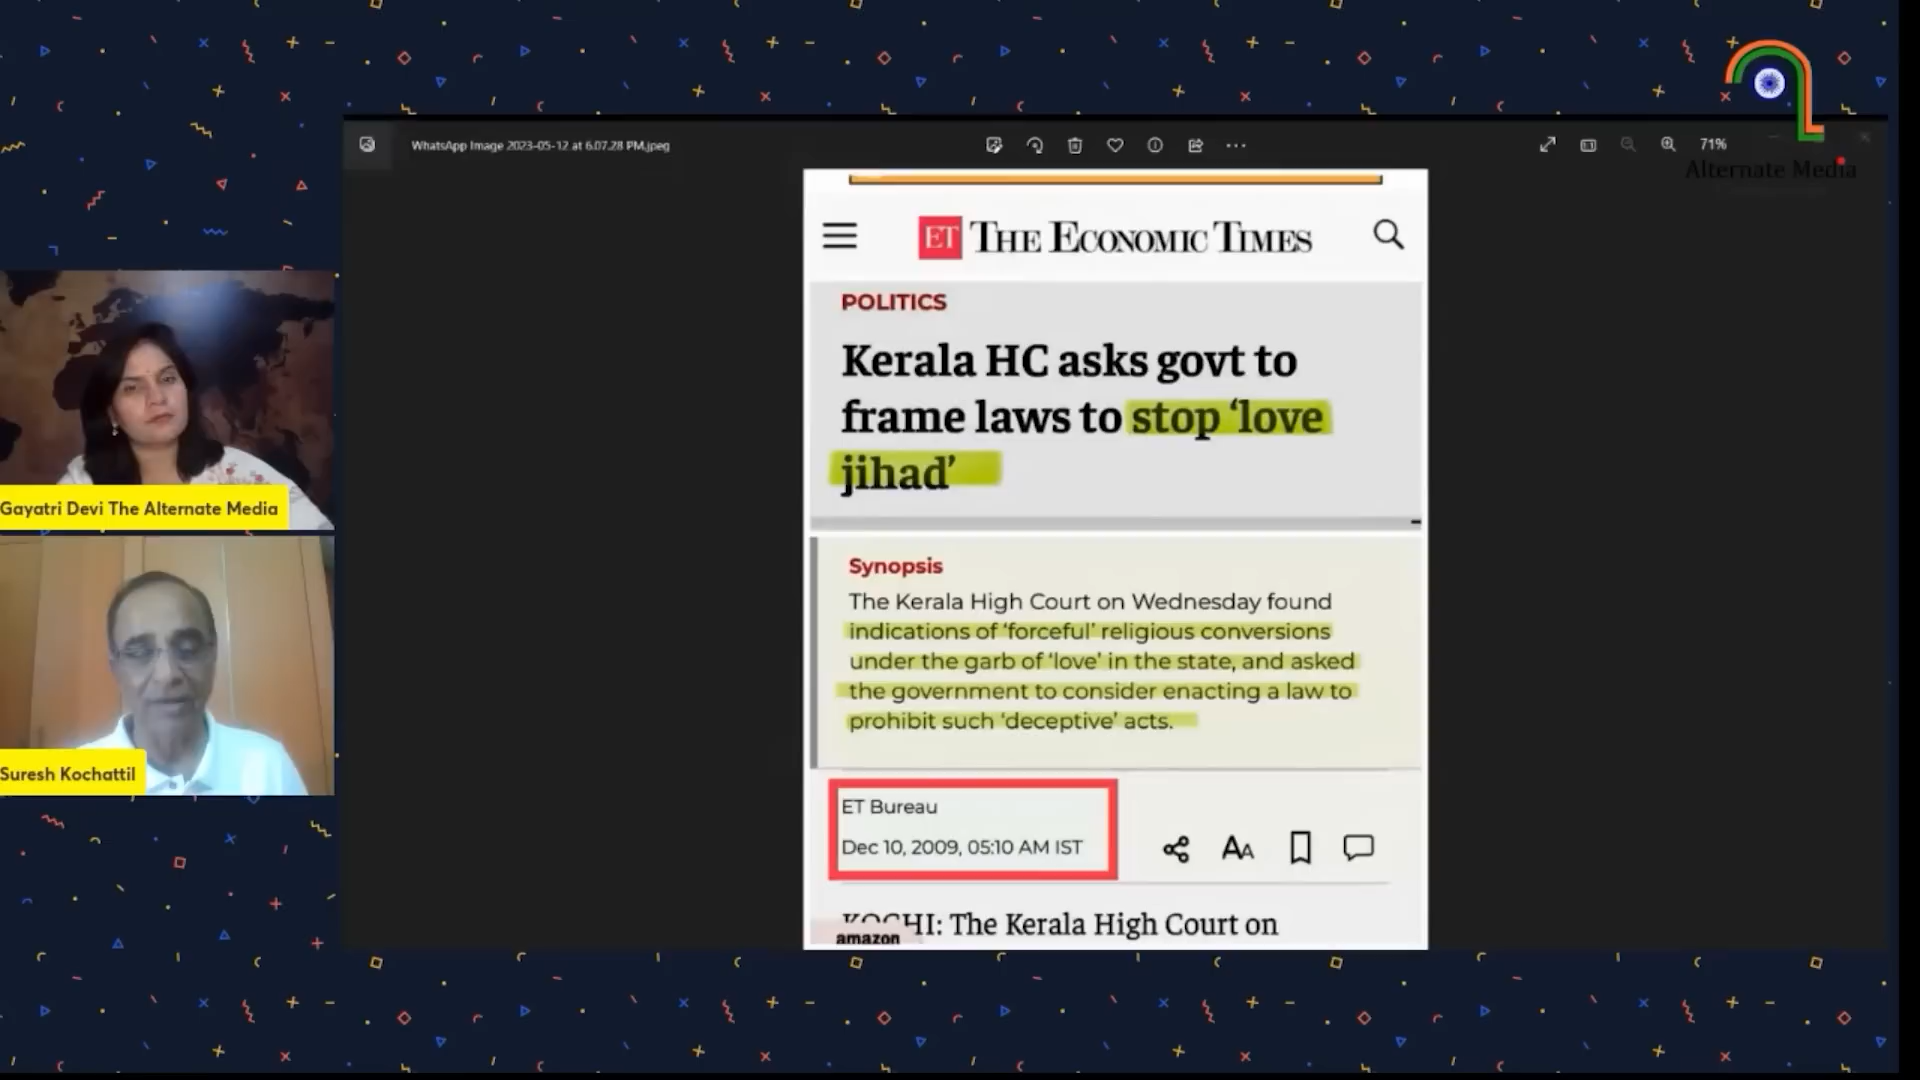 WhatsApp Image 2023-05-12 at 6.07.28 PM.jpeg
71%
Alternate Media
ET THE ECONOMIC TIMES
POLITICS
Kerala HC asks govt to
frame laws to stop ‘love
jihad’
Synopsis
The Kerala High Court on Wednesday found
indications of ‘forceful’ religious conversions
under the garb of ‘love’ in the state, and asked
the government to consider enacting a law to
prohibit such ‘deceptive’ acts.
ET Bureau
Dec 10, 2009, 05:10 AM IST
AA
KOCHI: The Kerala High Court on
amazon
Gayatri Devi The Alternate Media
Suresh Kochattil